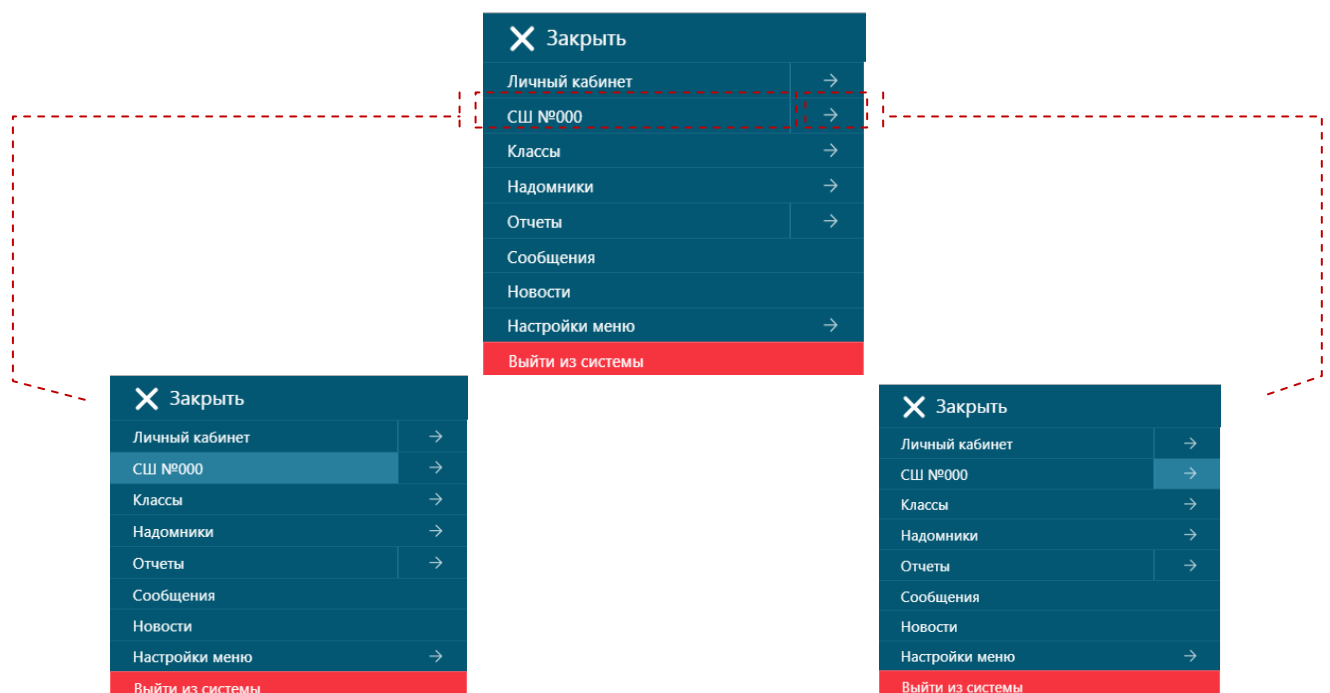 Закрыть
Личный кабинет
СШ №000
Классы
Надомники
Отчеты
Сообщения
Новости
Настройки меню
Выйти из системы
Закрыть
Личный кабинет
СШ №000
Классы
Надомники
Отчеты
Сообщения
Новости
Настройки меню
Выйти из системы
Закрыть
Личный кабинет
СШ №000
Классы
Надомники
Отчеты
Сообщения
Новости
Настройки меню
Выйти из системы